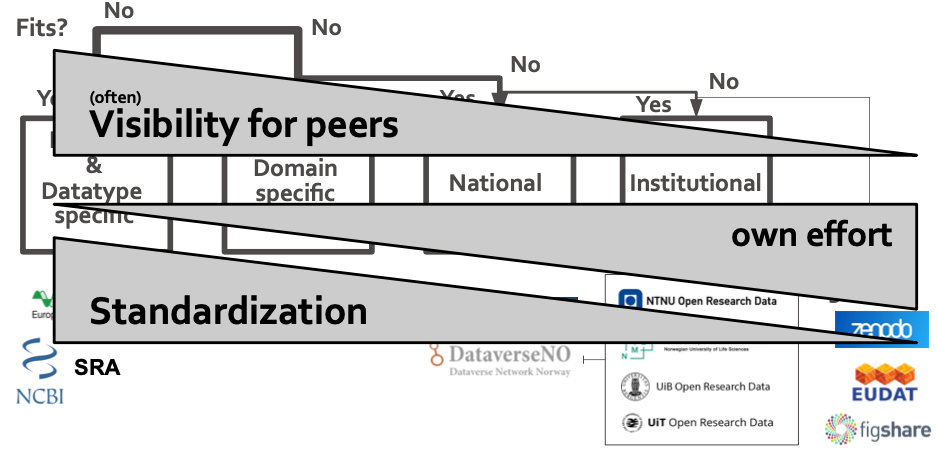 No
Fits?
No
No
No
Yes
Yes
(often)
Visibility for peers
&
Datatype
specific
Domain
specific
National
Institutional
own effort
Standardization
NTNU Open Research Data
zenodo
SRA
NCBI
DataverseNO
Dataverse Network Norway
Norwegian University of Life Sciences
UiB Open Research Data
EUDAT
UiT Open Research Data
figshare